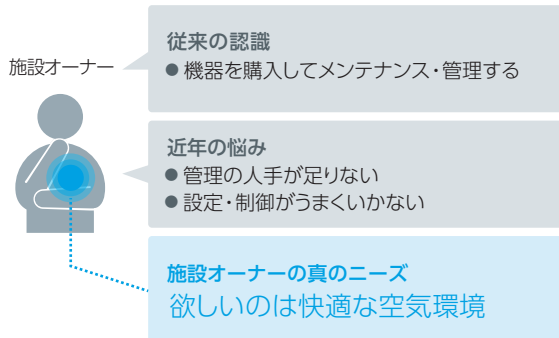 施設オーナー
従来の認識
● 機器を購入してメンテナンス・管理する
近年の悩み
● 管理の人手が足りない
● 設定・制御がうまくいかない
施設オーナーの真のニーズ
欲しいのは快適な空気環境